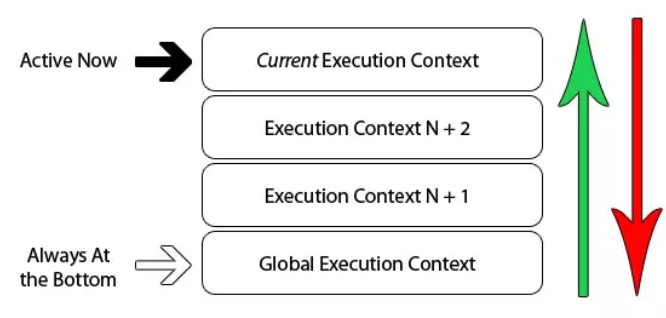 Active Now
Current Execution Context
Execution Context N + 2
Execution Context N + 1
Always At
the Bottom
Global Execution Context